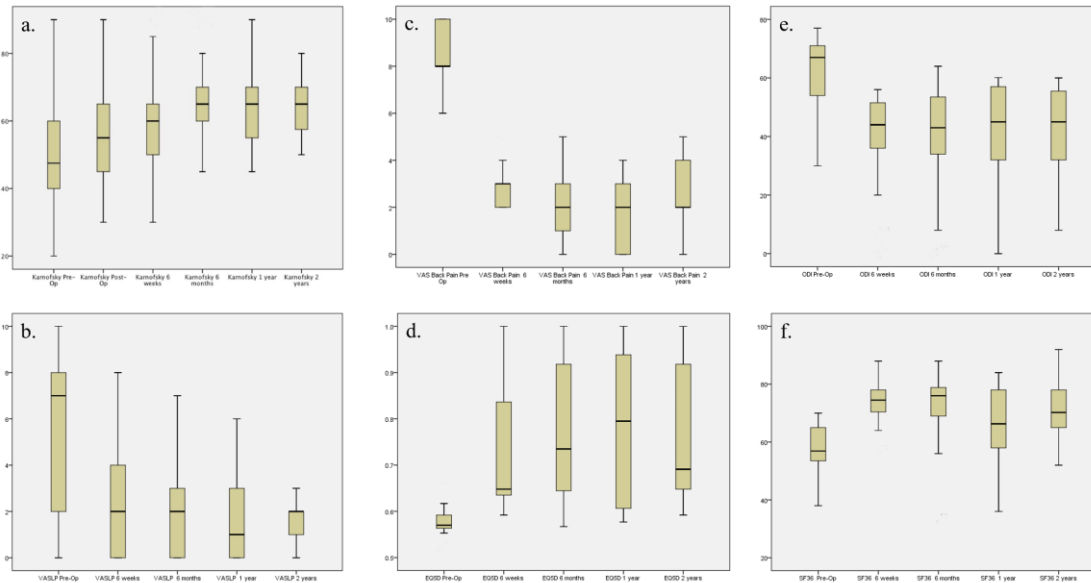 a.
80
60
40
20
Karnofsky Pre-Op
Karnofsky Post-Op
Karnofsky 6 weeks
Karnofsky 6 months
Karnofsky 1 year
Karnofsky 2 years
c.
10
8
6
4
2
0
VAS Back Pain Pre Op
VAS Back Pain 6 weeks
VAS Back Pain 6 months
VAS Back Pain 1 year
VAS Back Pain 2 years
e.
80
60
40
20
0
ODI Pre-Op
ODI 6 weeks
ODI 6 months
ODI 1 year
ODI 2 years
b.
10
8
6
4
2
0
VASLP Pre-Op
VASLP 6 weeks
VASLP 6 months
VASLP 1 year
VASLP 2 years
d.
1.0
0.9
0.8
0.7
0.6
0.5
EQ5D Pre-Op
EQ5D 6 weeks
EQ5D 6 months
EQ5D 1 year
EQ5D 2 years
f.
100
80
60
40
20
SF36 Pre-Op
SF36 6 weeks
SF36 6 months
SF36 1 year
SF36 2 years